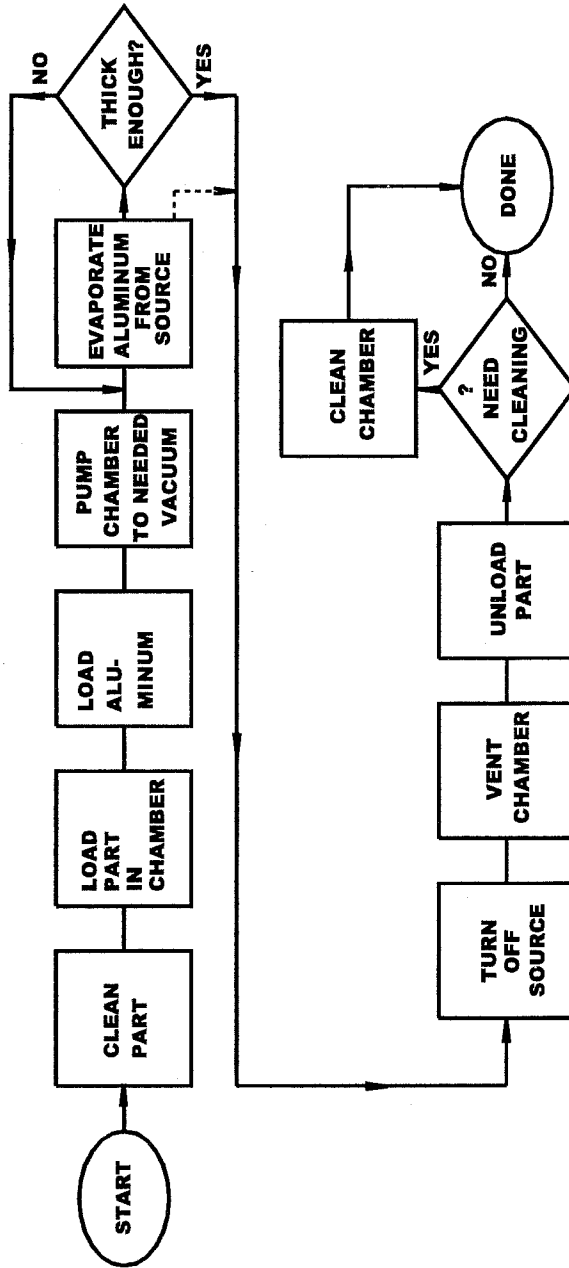 START
CLEAN
PART
LOAD
PART
IN
CHAMBER
LOAD
ALU-
MINUM
PUMP
CHAMBER
TO NEEDED
VACUUM
EVAPORATE
ALUMINUM
FROM
SOURCE
THICK
ENOUGH?
NO
YES
TURN
OFF
SOURCE
VENT
CHAMBER
UNLOAD
PART
?
NEED
CLEANING
YES
NO
CLEAN
CHAMBER
DONE